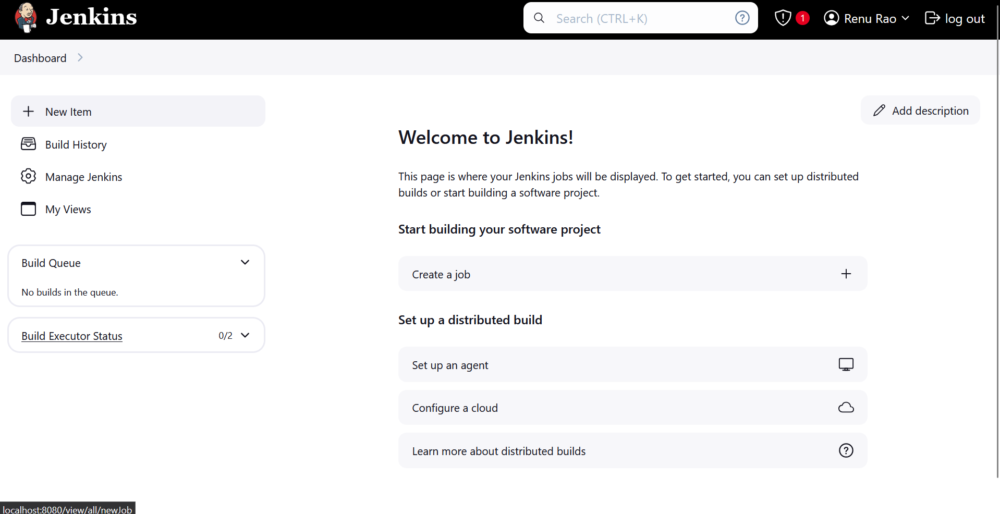 Jenkins
Search (CTRL+K)
1
Renu Rao
log out
Dashboard
New Item
Build History
Manage Jenkins
My Views
Build Queue
No builds in the queue.
Build Executor Status
0/2
Add description
Welcome to Jenkins!
This page is where your Jenkins jobs will be displayed. To get started, you can set up distributed
builds or start building a software project.
Start building your software project
Create a job
Set up a distributed build
Set up an agent
Configure a cloud
Learn more about distributed builds
localhost:8080/view/all/newJob